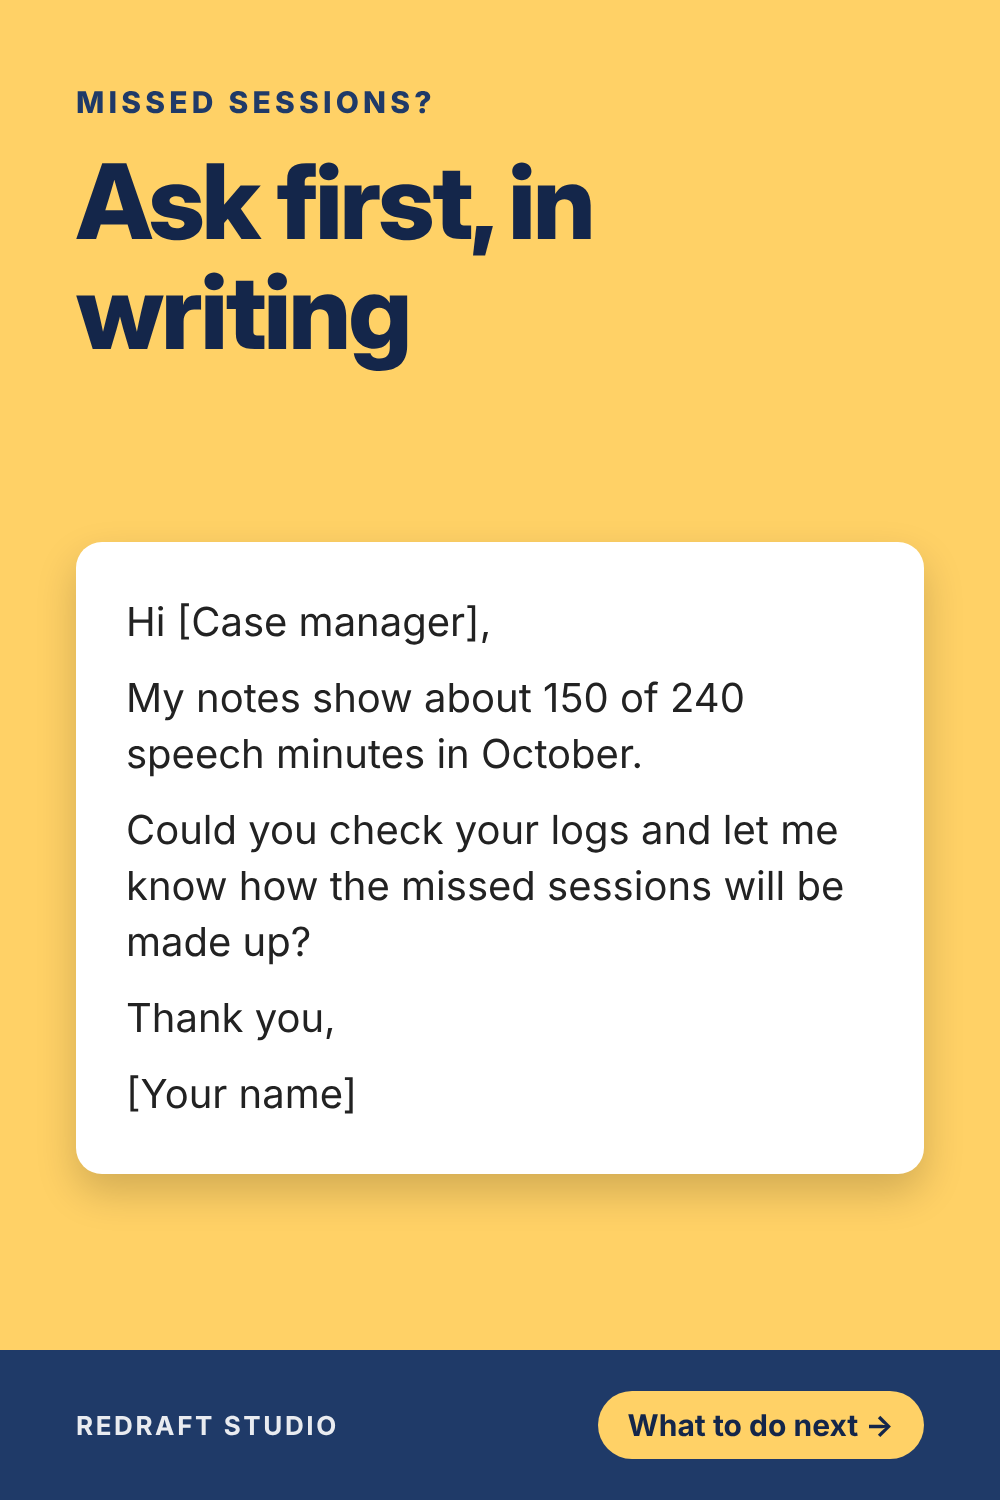 MISSED SESSIONS?
Ask first, in
writing
Hi [Case manager],
My notes show about 150 of 240
speech minutes in October.
Could you check your logs and let me
know how the missed sessions will be
made up?
Thank you,
[Your name]
REDRAFT STUDIO
What to do next →